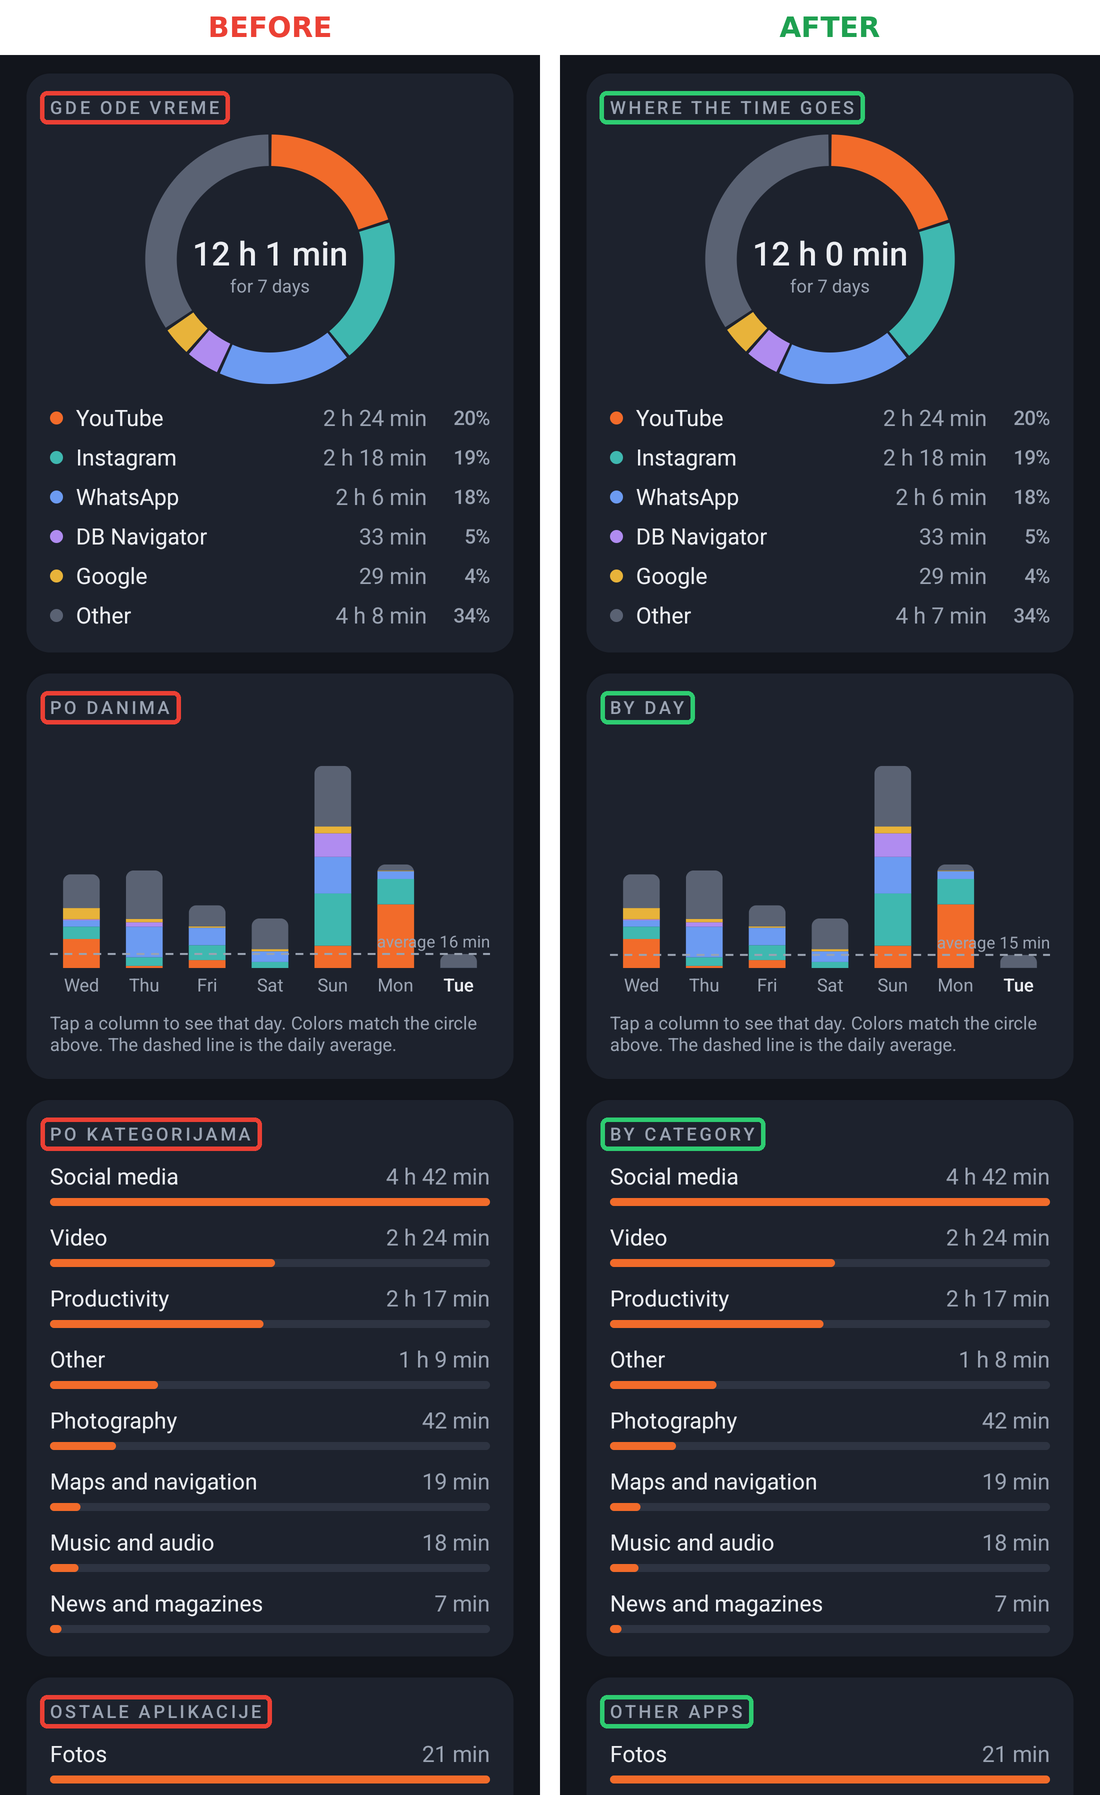 BEFORE
GDE ODE VREME
12 h 1 min
for 7 days
YouTube 2 h 24 min 20%
Instagram 2 h 18 min 19%
WhatsApp 2 h 6 min 18%
DB Navigator 33 min 5%
Google 29 min 4%
Other 4 h 8 min 34%
PO DANIMA
average 16 min
Wed Thu Fri Sat Sun Mon Tue
Tap a column to see that day. Colors match the circle
above. The dashed line is the daily average.
PO KATEGORIJAMA
Social media 4 h 42 min
Video 2 h 24 min
Productivity 2 h 17 min
Other 1 h 9 min
Photography 42 min
Maps and navigation 19 min
Music and audio 18 min
News and magazines 7 min
OSTALE APLIKACIJE
Fotos 21 min
AFTER
WHERE THE TIME GOES
12 h 0 min
for 7 days
YouTube 2 h 24 min 20%
Instagram 2 h 18 min 19%
WhatsApp 2 h 6 min 18%
DB Navigator 33 min 5%
Google 29 min 4%
Other 4 h 7 min 34%
BY DAY
average 15 min
Wed Thu Fri Sat Sun Mon Tue
Tap a column to see that day. Colors match the circle
above. The dashed line is the daily average.
BY CATEGORY
Social media 4 h 42 min
Video 2 h 24 min
Productivity 2 h 17 min
Other 1 h 8 min
Photography 42 min
Maps and navigation 19 min
Music and audio 18 min
News and magazines 7 min
OTHER APPS
Fotos 21 min